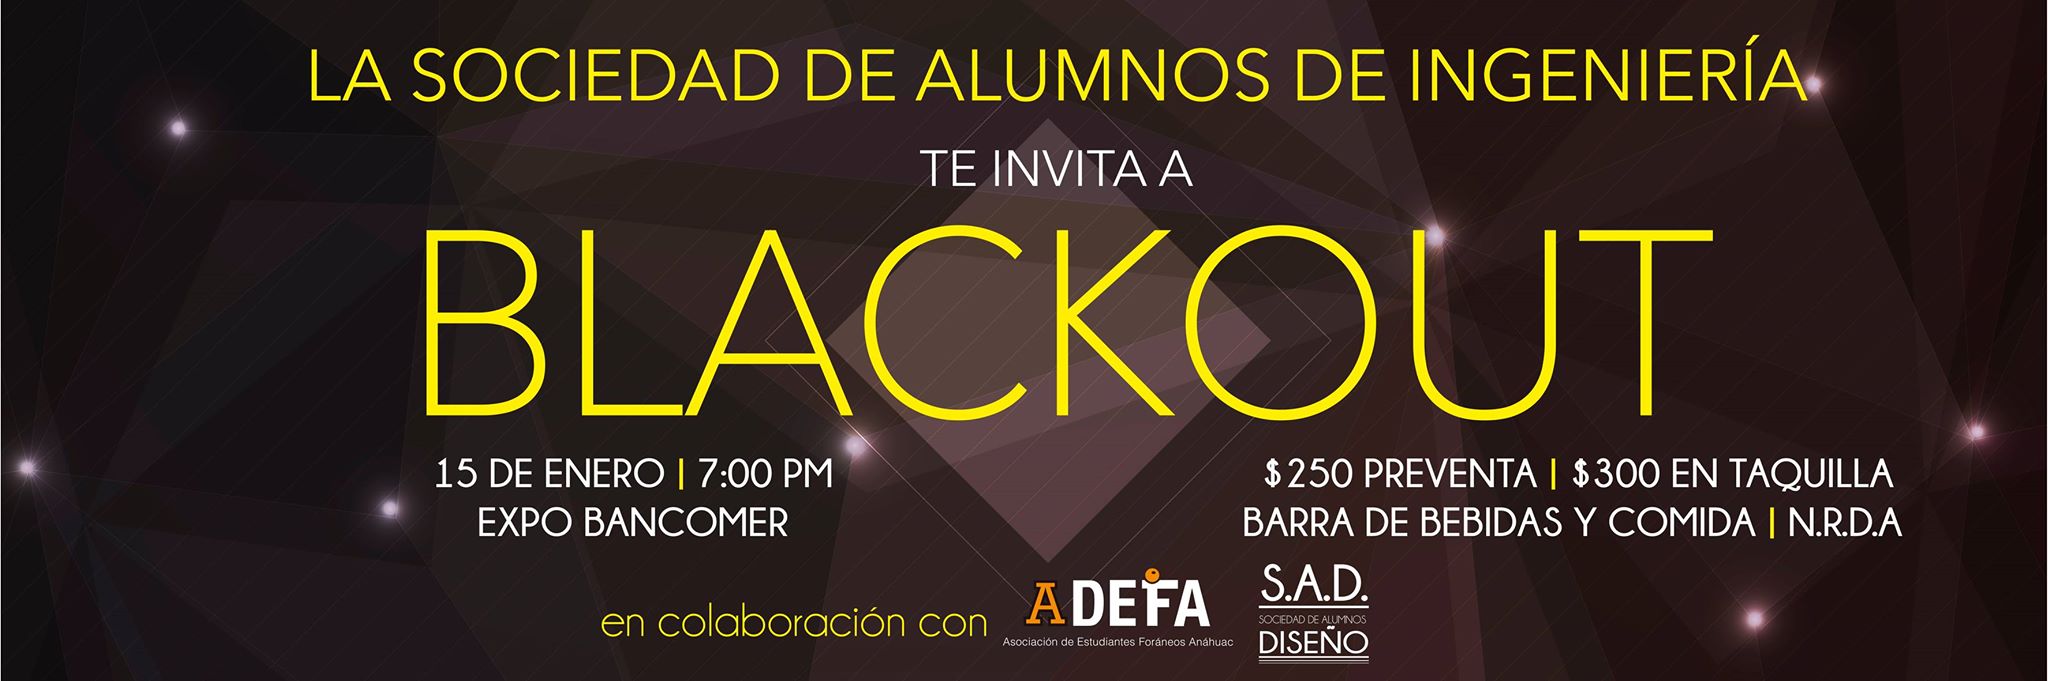 LA SOCIEDAD DE ALUMNOS DE INGENIERÍA
TE INVITA A
BLACKOUT
15 DE ENERO | 7:00 PM
EXPO BANCOMER
$250 PREVENTA | $300 EN TAQUILLA
BARRA DE BEBIDAS Y COMIDA | N.R.D.A
en colaboración con
ADEFA
Asociación de Estudiantes Foráneos Anáhuac
S.A.D.
SOCIEDAD DE ALUMNOS
DISEÑO